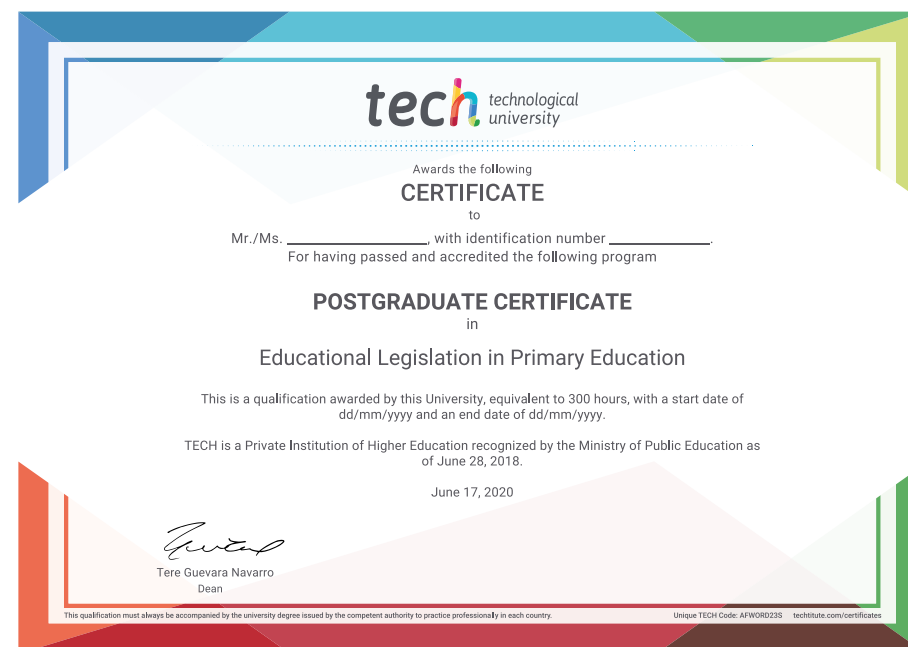 tech technological
university
Awards the following
CERTIFICATE
to
Mr./Ms. ____________________, with identification number ______________.
For having passed and accredited the following program
POSTGRADUATE CERTIFICATE
in
Educational Legislation in Primary Education
This is a qualification awarded by this University, equivalent to 300 hours, with a start date of
dd/mm/yyyy and an end date of dd/mm/yyyy.
TECH is a Private Institution of Higher Education recognized by the Ministry of Public Education as
of June 28, 2018.
June 17, 2020
Tere Guevara Navarro
Dean
This qualification must always be accompanied by the university degree issued by the competent authority to practice professionally in each country.
Unique TECH Code: AFWORD23S techtitute.com/certificates